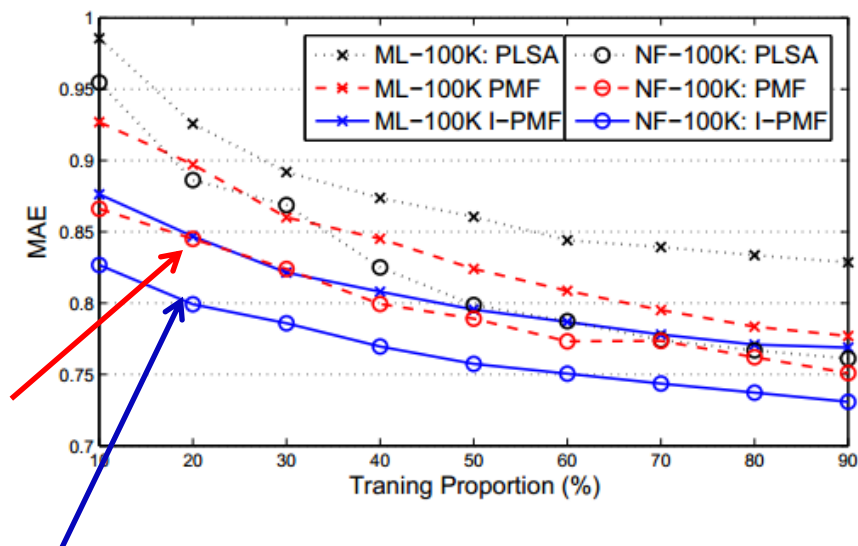 1
0.95
0.9
0.85
0.8
0.75
0.7
MAE
ML-100K: PLSA
ML-100K PMF
ML-100K I-PMF
NF-100K: PLSA
NF-100K: PMF
NF-100K: I-PMF
10 20 30 40 50 60 70 80 90
Traning Proportion (%)